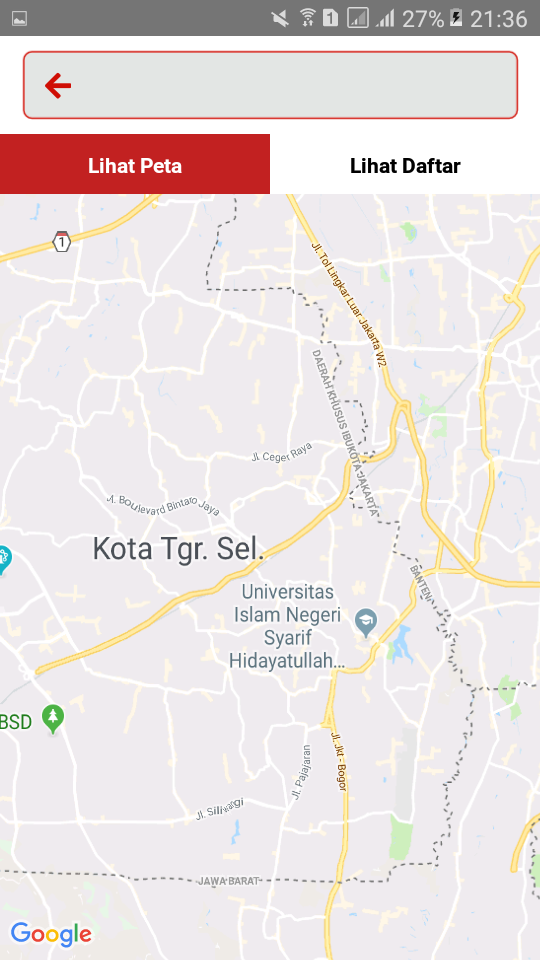 1 27% 21:36
Lihat Peta
Lihat Daftar
1
Jl. Tol Lingkar Luar Jakarta W2
DAERAH KHUSUS IBUKOTA JAKARTA
Jl. Ceger Raya
Jl. Boulevard Bintaro Jaya
Kota Tgr. Sel.
BANTEN
Universitas
Islam Negeri
Syarif
Hidayatullah...
BSD
Jl. Jkt - Bogor
Jl. Pajajaran
Jl. Siliwangi
JAWA BARAT
Google